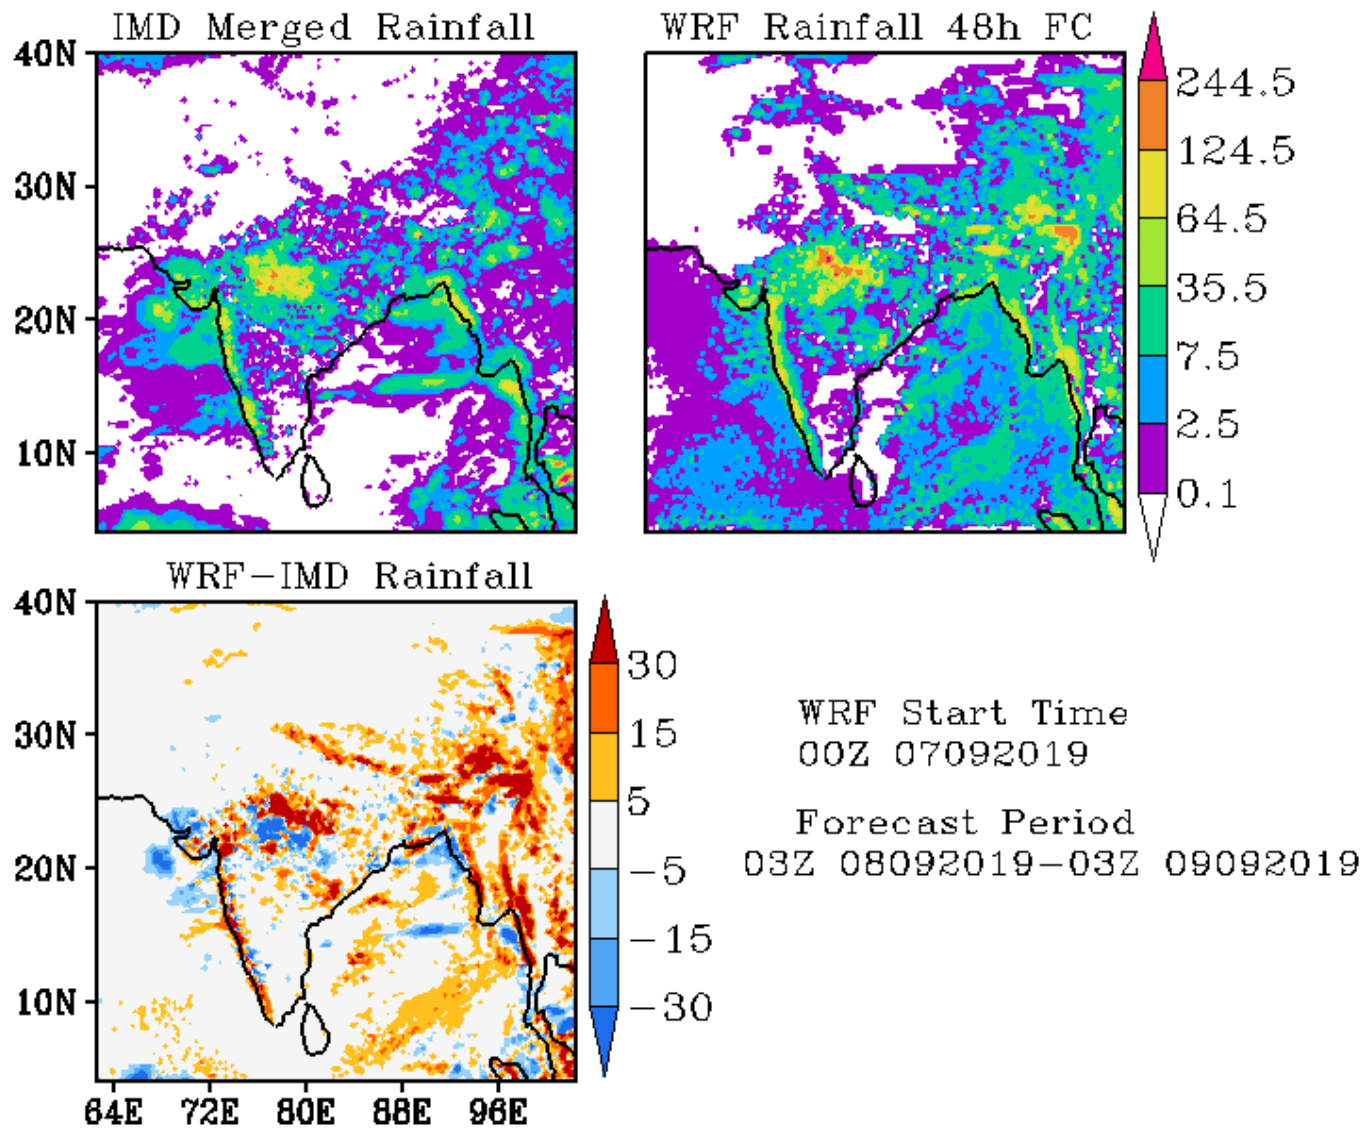 IMD Merged Rainfall
WRF Rainfall 48h FC
40N
30N
20N
10N
244.5
124.5
64.5
35.5
7.5
2.5
0.1
WRF-IMD Rainfall
40N
30N
20N
10N
64E 72E 80E 88E 96E
30
15
5
-5
-15
-30
WRF Start Time
00Z 07092019
Forecast Period
03Z 08092019-03Z 09092019